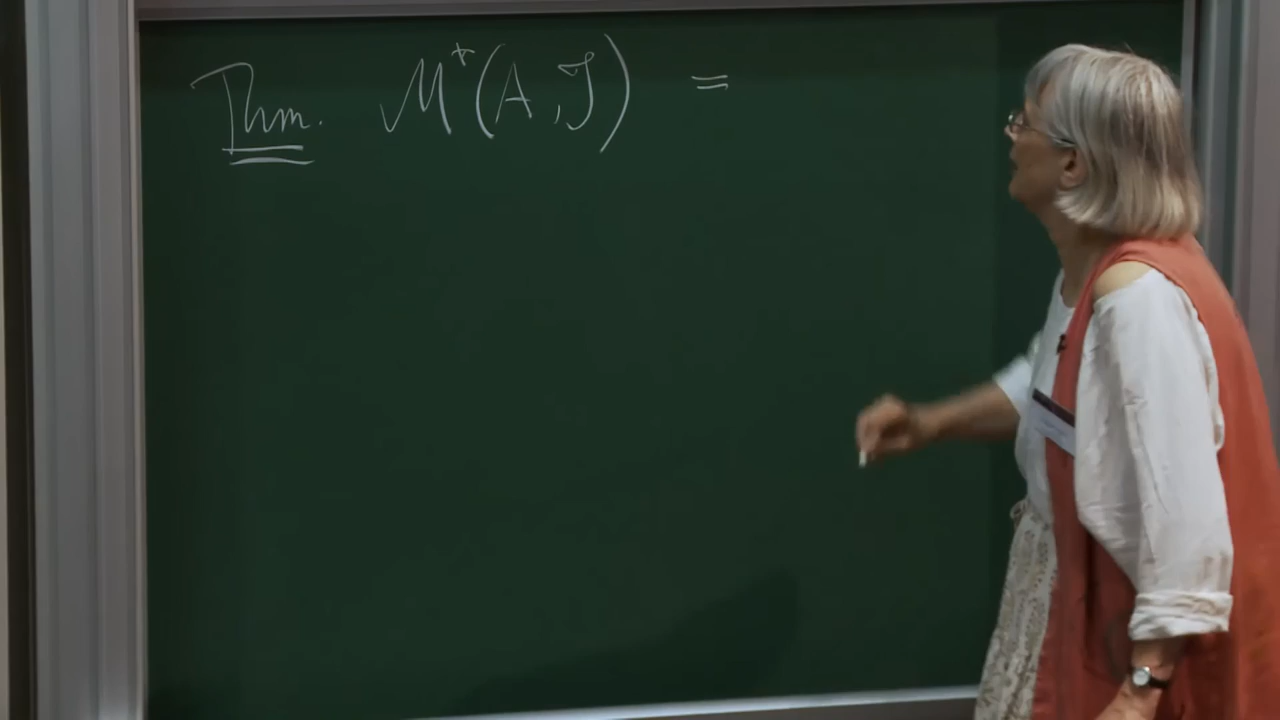 Thm. M⁺(A, J) =